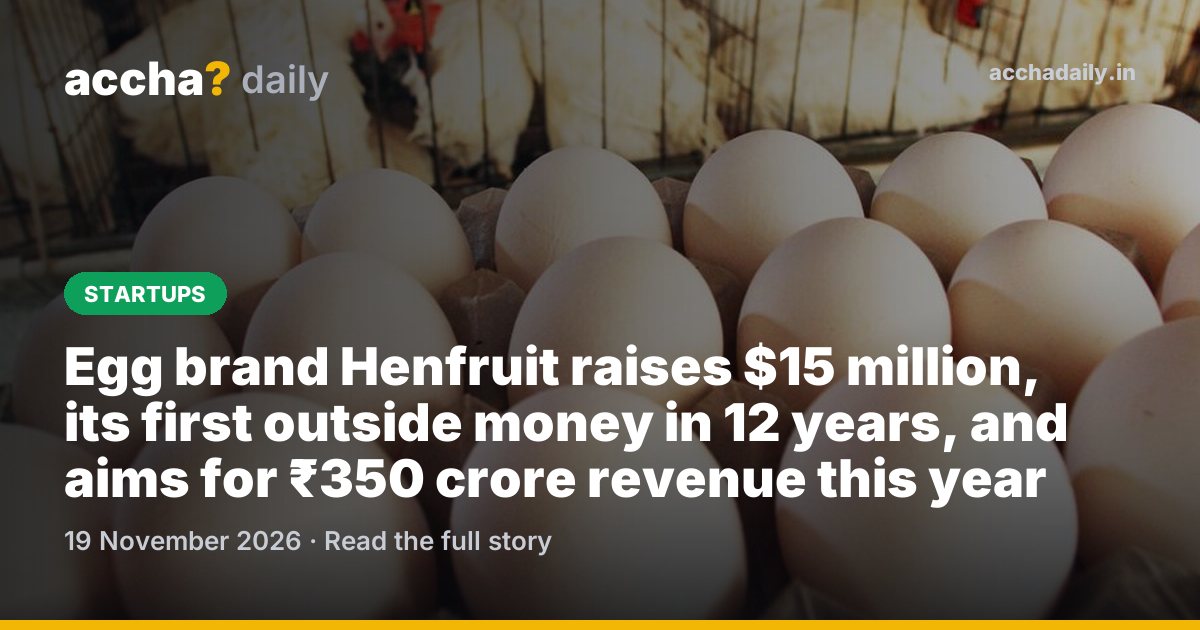 accha? daily
acchadaily.in
STARTUPS
Egg brand Henfruit raises $15 million,
its first outside money in 12 years, and
aims for ₹350 crore revenue this year
19 November 2026 · Read the full story